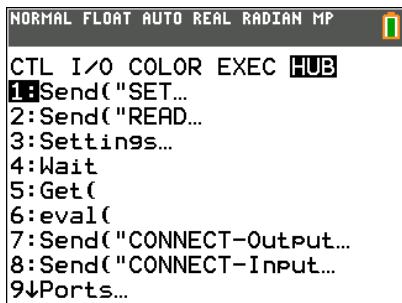 NORMAL FLOAT AUTO REAL RADIAN MP
CTL I/O COLOR EXEC HUB
1:Send("SET…
2:Send("READ…
3:Settings…
4:Wait
5:Get(
6:eval(
7:Send("CONNECT-Output…
8:Send("CONNECT-Input…
9↓Ports…